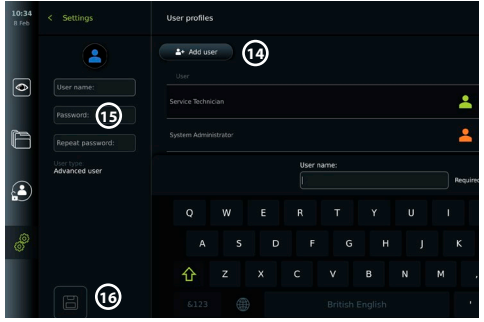 10:34
8 Feb
Settings
User profiles
Add user
14
User
User name:
Service Technician
Password:
15
System Administrator
Repeat password:
User type
Advanced user
User name:
Required
Q W E R T Y U I
A S D F G H J K
Z X C V B N M ,
&123
British English
'
16